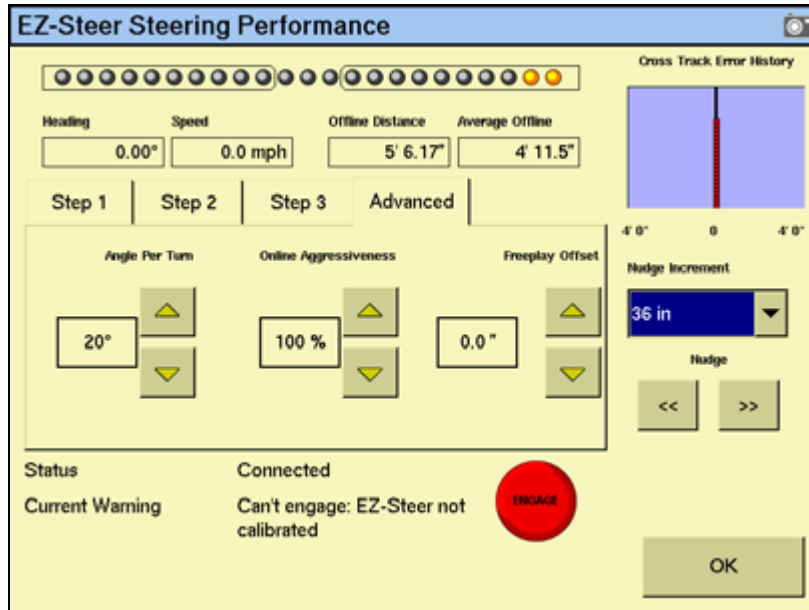 EZ-Steer Steering Performance
Cross Track Error History
Heading Speed Offline Distance Average Offline
0.00° 0.0 mph 5' 6.17" 4' 11.5"
Step 1 Step 2 Step 3 Advanced
4' 0" 0 4' 0"
Angle Per Turn Online Aggressiveness Freeplay Offset
Nudge Increment
36 in
20° 100 % 0.0 "
Nudge
<< >>
Status Connected
Current Warning Can't engage: EZ-Steer not
calibrated
ENGAGE
OK